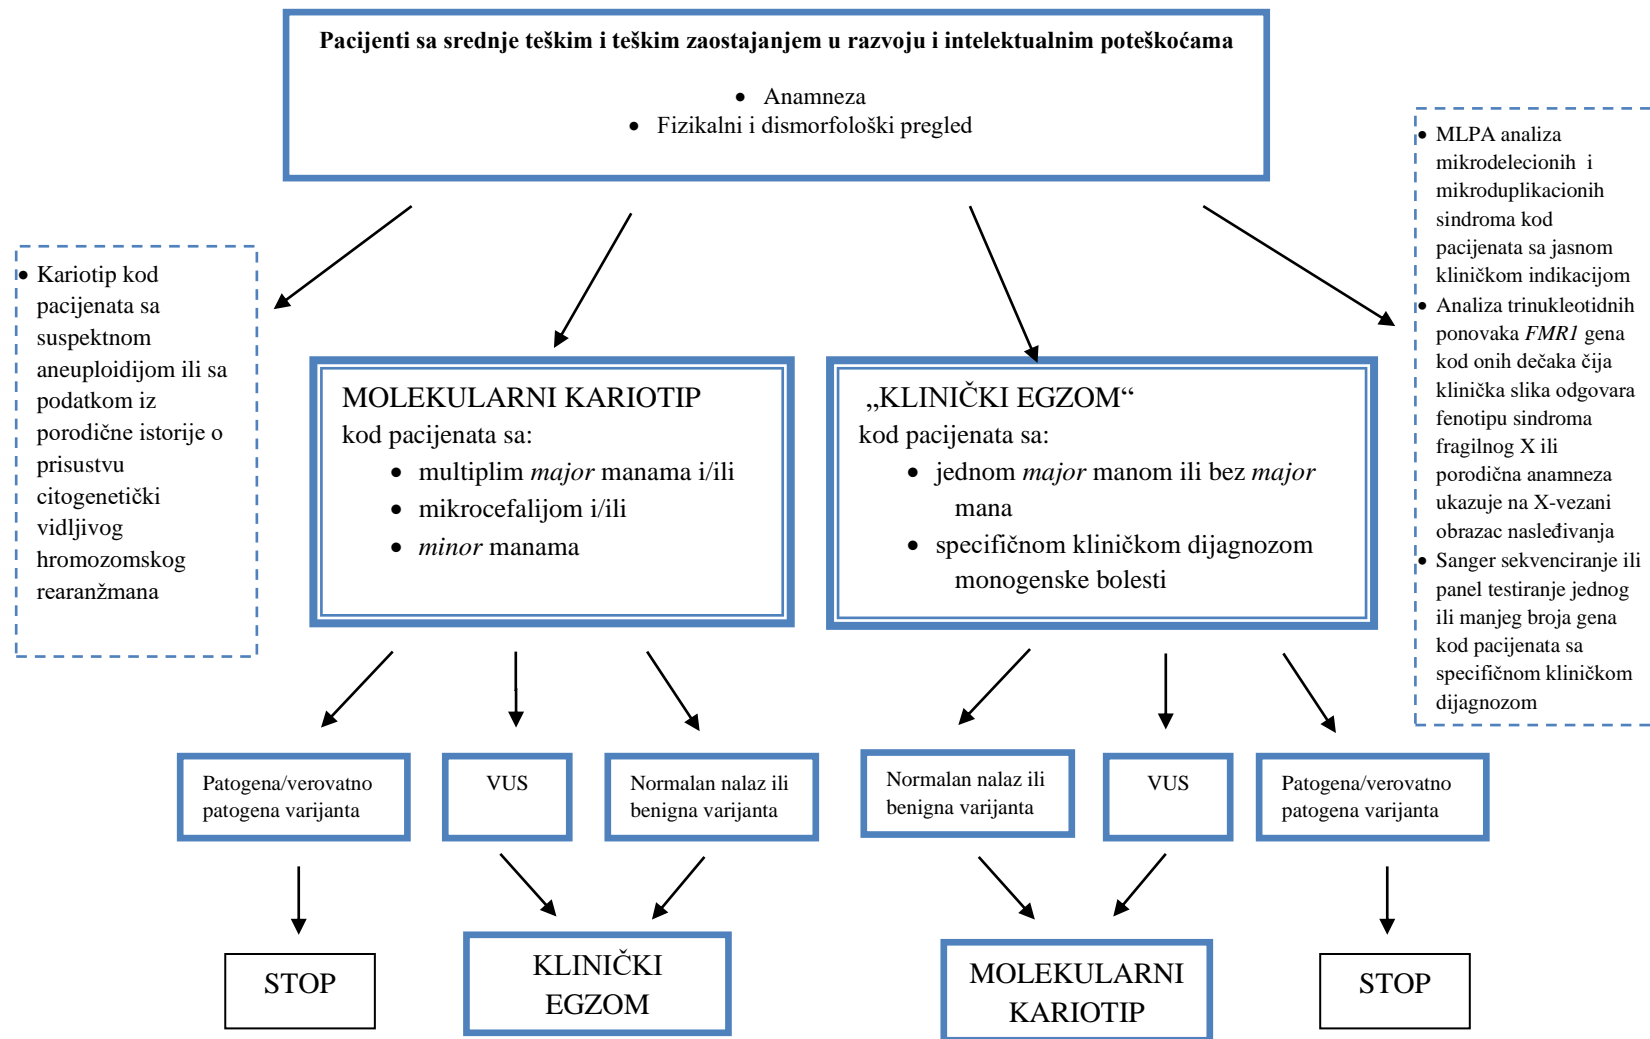 Pacijenti sa srednje teškim i teškim zaostajanjem u razvoju i intelektualnim poteškoćama
• Anamneza
• Fizikalni i dismorfološki pregled
• Kariotip kod
pacijenata sa
suspektnom
aneuploidijom ili sa
podatkom iz
porodične istorije o
prisustvu
citogenetički
vidljivog
hromozomskog
rearanžmana
MOLEKULARNI KARIOTIP
kod pacijenata sa:
• multiplim major manama i/ili
• mikrocefalijom i/ili
• minor manama
„KLINIČKI EGZOM“
kod pacijenata sa:
• jednom major manom ili bez major
mana
• specifičnom kliničkom dijagnozom
monogenske bolesti
• MLPA analiza
mikrodelecionih i
mikroduplikacionih
sindroma kod
pacijenata sa jasnom
kliničkom indikacijom
• Analiza trinukleotidnih
ponovaka FMR1 gena
kod onih dečaka čija
klinička slika odgovara
fenotipu sindroma
fragilnog X ili
porodična anamneza
ukazuje na X-vezani
obrazac nasleđivanja
• Sanger sekvenciranje ili
panel testiranje jednog
ili manjeg broja gena
kod pacijenata sa
specifičnom kliničkom
dijagnozom
Patogena/verovatno
patogena varijanta
VUS
Normalan nalaz ili
benigna varijanta
Normalan nalaz ili
benigna varijanta
VUS
Patogena/verovatno
patogena varijanta
STOP
KLINIČKI
EGZOM
MOLEKULARNI
KARIOTIP
STOP